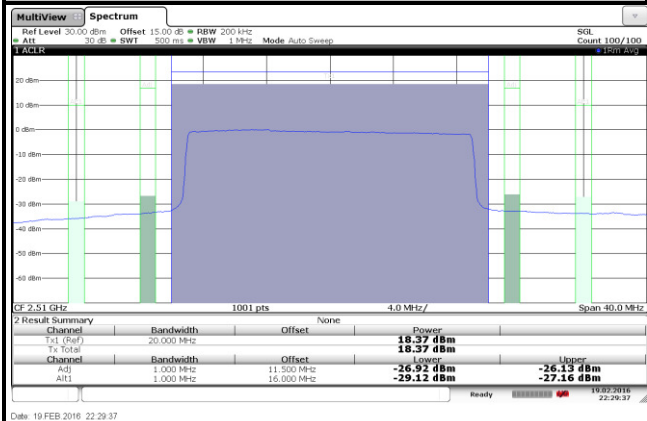 MultiView Spectrum
Ref Level 30.00 dBm Offset 15.00 dB RBW 200 kHz SGL
Att 30 dB SWT 500 ms VBW 1 MHz Mode Auto Sweep Count 100/100
1 ACLR 1Rm Avg
20 dBm
10 dBm
0 dBm
-10 dBm
-20 dBm
-30 dBm
-40 dBm
-50 dBm
-60 dBm
CF 2.51 GHz 1001 pts 4.0 MHz/ Span 40.0 MHz
2 Result Summary None
Channel Bandwidth Offset Power
Tx1 (Ref) 20.000 MHz 18.37 dBm
Tx Total 18.37 dBm
Channel Bandwidth Offset Lower Upper
Adj 1.000 MHz 11.500 MHz -26.92 dBm -26.13 dBm
Alt1 1.000 MHz 16.000 MHz -29.12 dBm -27.16 dBm
Ready 19.02.2016
22:29:37
Date: 19.FEB.2016 22:29:37